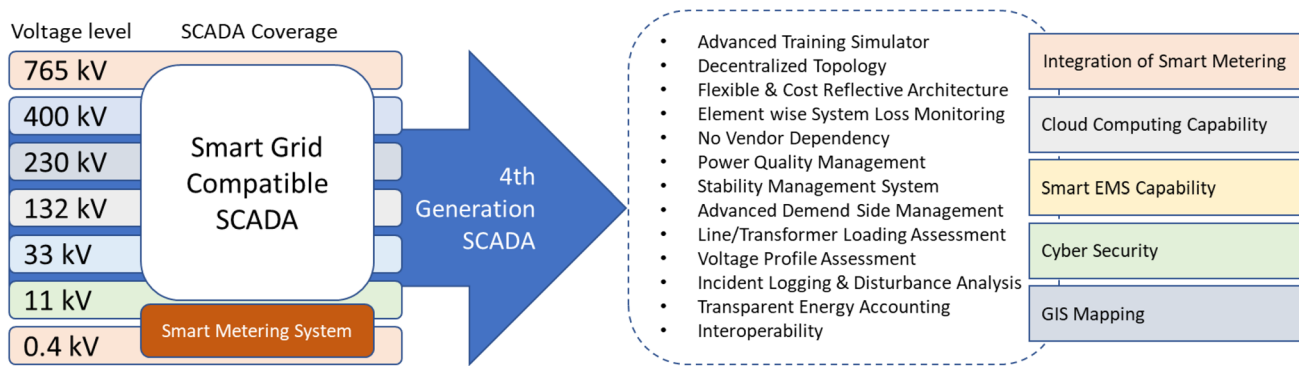 Voltage level
SCADA Coverage
765 kV
400 kV
230 kV
132 kV
33 kV
11 kV
0.4 kV
Smart Grid
Compatible
SCADA
Smart Metering System
4th
Generation
SCADA
• Advanced Training Simulator
• Decentralized Topology
• Flexible & Cost Reflective Architecture
• Element wise System Loss Monitoring
• No Vendor Dependency
• Power Quality Management
• Stability Management System
• Advanced Demend Side Management
• Line/Transformer Loading Assessment
• Voltage Profile Assessment
• Incident Logging & Disturbance Analysis
• Transparent Energy Accounting
• Interoperability
Integration of Smart Metering
Cloud Computing Capability
Smart EMS Capability
Cyber Security
GIS Mapping